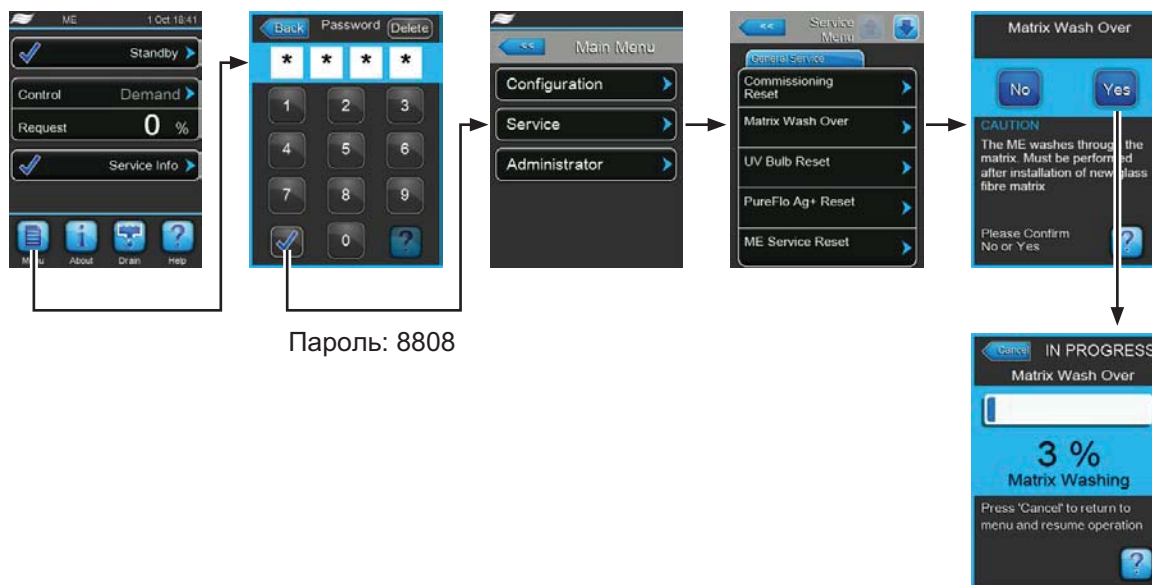 ME 1 Oct 18:41
Standby
Control Demand
Request 0 %
Service Info
Menu About Drain Help
Back Password Delete
* * * *
1 2 3
4 5 6
7 8 9
0 ?
Пароль: 8808
<< Main Menu
Configuration
Service
Administrator
<< Service
Menu
General Service
Commissioning
Reset
Matrix Wash Over
UV Bulb Reset
PureFlo Ag+ Reset
ME Service Reset
Matrix Wash Over
No Yes
CAUTION
The ME washes through the
matrix. Must be performed
after installation of new glass
fibre matrix
Please Confirm
No or Yes
?
Cancel IN PROGRESS
Matrix Wash Over
3 %
Matrix Washing
Press 'Cancel' to return to
menu and resume operation
?